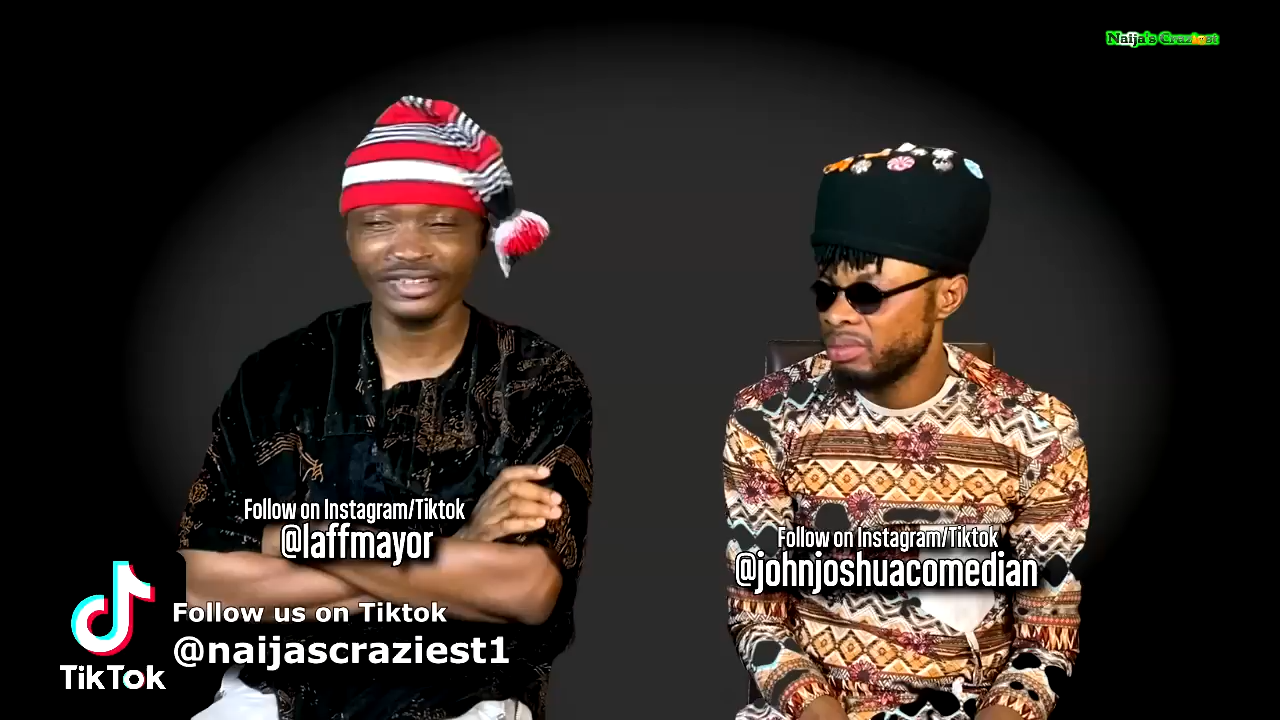 Naija's Craziest
Follow on Instagram/Tiktok
@laffmayor
Follow on Instagram/Tiktok
@johnjoshuacomedian
Follow us on Tiktok
@naijascraziest1
TikTok